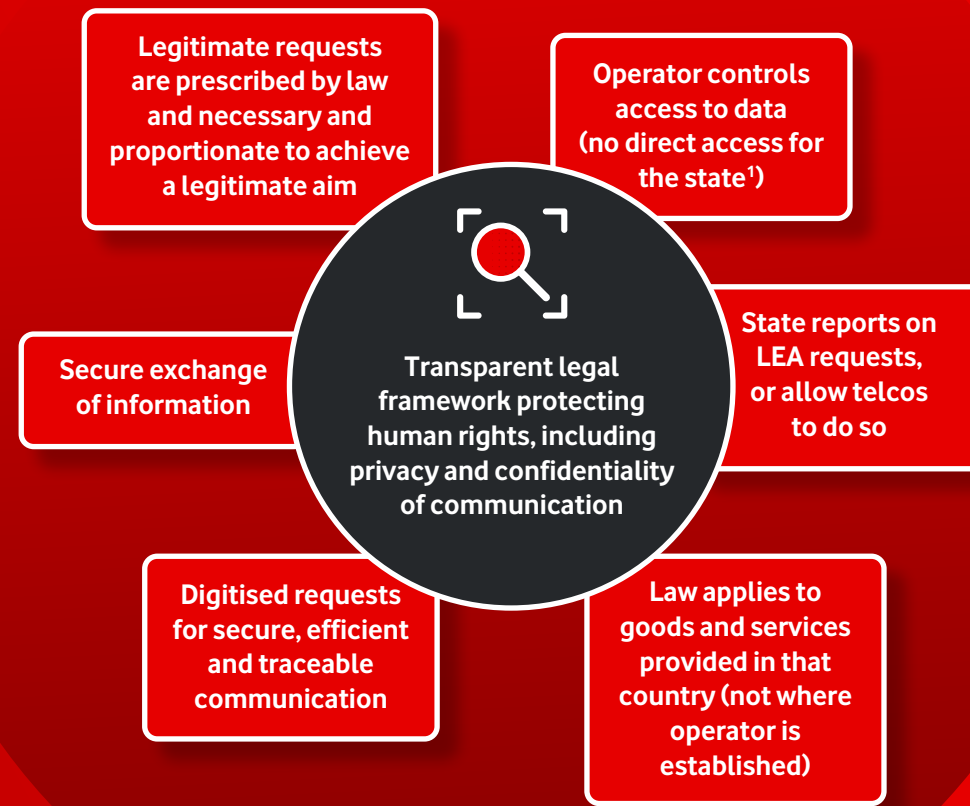 Legitimate requests
are prescribed by law
and necessary and
proportionate to achieve
a legitimate aim
Operator controls
access to data
(no direct access for
the state¹)
Secure exchange
of information
Transparent legal
framework protecting
human rights, including
privacy and confidentiality
of communication
State reports on
LEA requests,
or allow telcos
to do so
Digitised requests
for secure, efficient
and traceable
communication
Law applies to
goods and services
provided in that
country (not where
operator is
established)